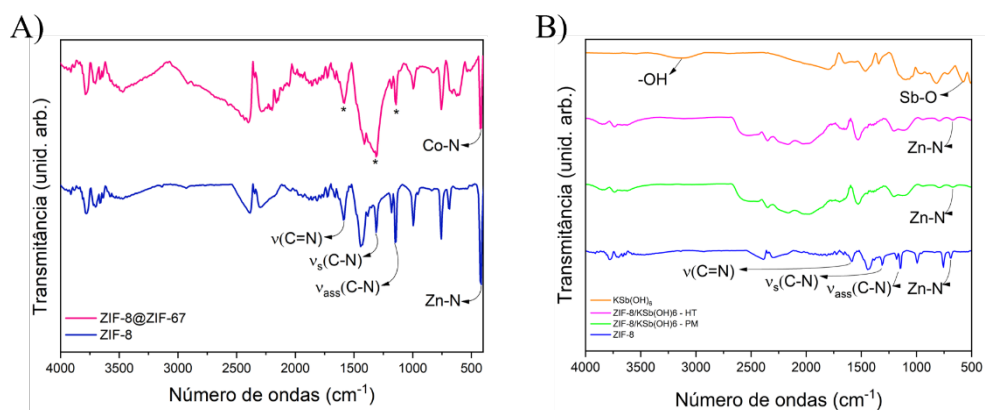 A)
Transmitância (unid. arb.)
*
*
*
Co-N
ν(C=N)
νs(C-N)
νass(C-N)
Zn-N
ZIF-8@ZIF-67
ZIF-8
4000 3500 3000 2500 2000 1500 1000 500
Número de ondas (cm-1)
B)
Transmitância (unid. arb.)
-OH
Sb-O
Zn-N
Zn-N
ν(C=N)
νs(C-N)
νass(C-N)
Zn-N
KSb(OH)6
ZIF-8/KSb(OH)6 - HT
ZIF-8/KSb(OH)6 - PM
ZIF-8
4000 3500 3000 2500 2000 1500 1000 500
Número de ondas (cm-1)